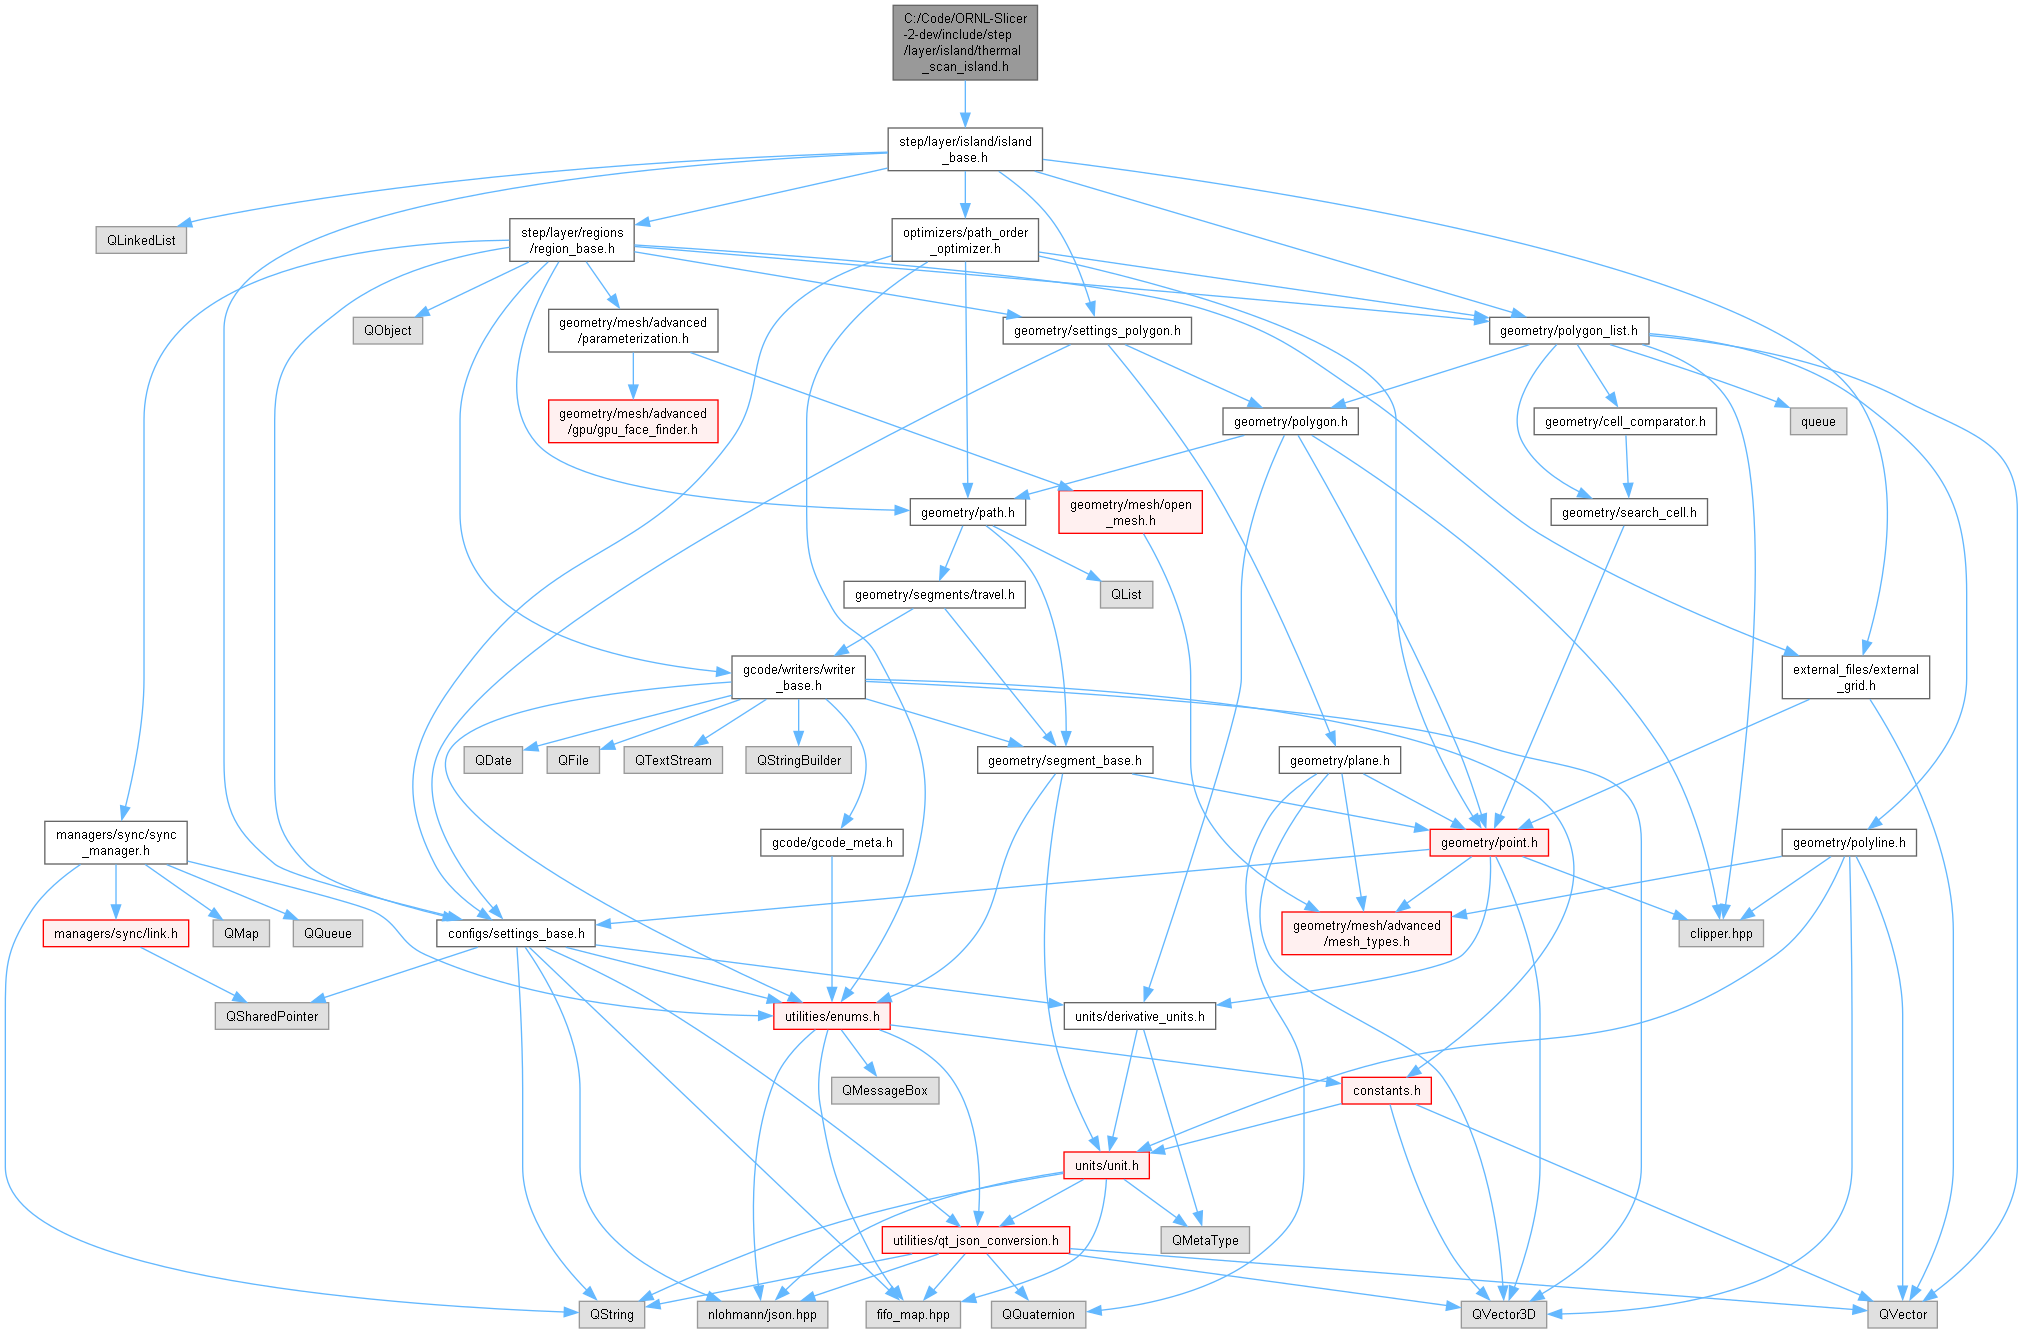 C:/Code/ORNL-Slicer
-2-dev/include/step
/layer/island/thermal
_scan_island.h
step/layer/island/island
_base.h
QLinkedList
step/layer/regions
/region_base.h
optimizers/path_order
_optimizer.h
QObject
geometry/mesh/advanced
/parameterization.h
geometry/settings_polygon.h
geometry/polygon_list.h
geometry/mesh/advanced
/gpu/gpu_face_finder.h
geometry/polygon.h
geometry/cell_comparator.h
queue
geometry/path.h
geometry/mesh/open
_mesh.h
geometry/search_cell.h
geometry/segments/travel.h
QList
gcode/writers/writer
_base.h
external_files/external
_grid.h
QDate
QFile
QTextStream
QStringBuilder
geometry/segment_base.h
geometry/plane.h
managers/sync/sync
_manager.h
gcode/gcode_meta.h
geometry/point.h
geometry/polyline.h
managers/sync/link.h
QMap
QQueue
configs/settings_base.h
geometry/mesh/advanced
/mesh_types.h
clipper.hpp
QSharedPointer
utilities/enums.h
units/derivative_units.h
QMessageBox
constants.h
units/unit.h
utilities/qt_json_conversion.h
QMetaType
QString
nlohmann/json.hpp
fifo_map.hpp
QQuaternion
QVector3D
QVector